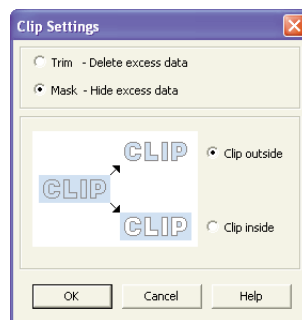 Clip Settings
Trim - Delete excess data
Mask - Hide excess data
CLIP
Clip outside
CLIP
CLIP
Clip inside
OK Cancel Help